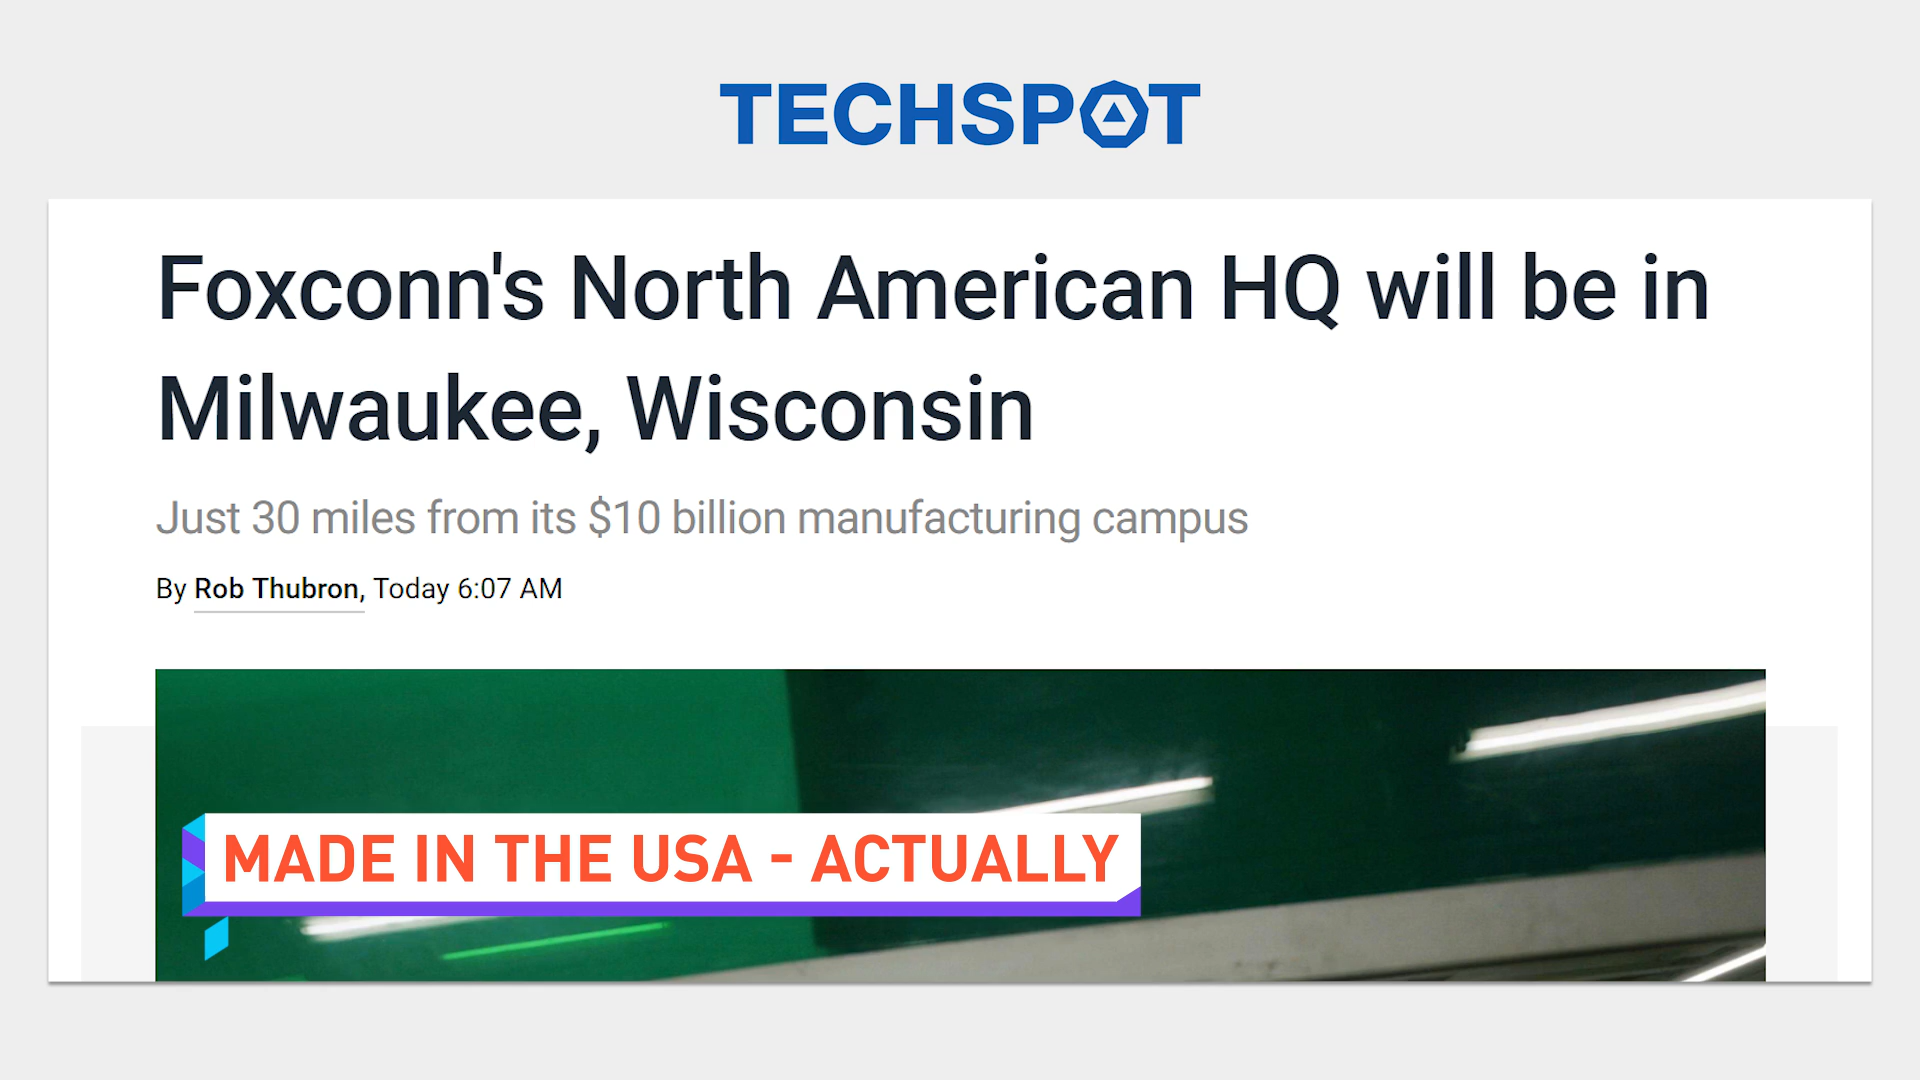 TECHSPOT
Foxconn's North American HQ will be in
Milwaukee, Wisconsin
Just 30 miles from its $10 billion manufacturing campus
By Rob Thubron, Today 6:07 AM
MADE IN THE USA - ACTUALLY